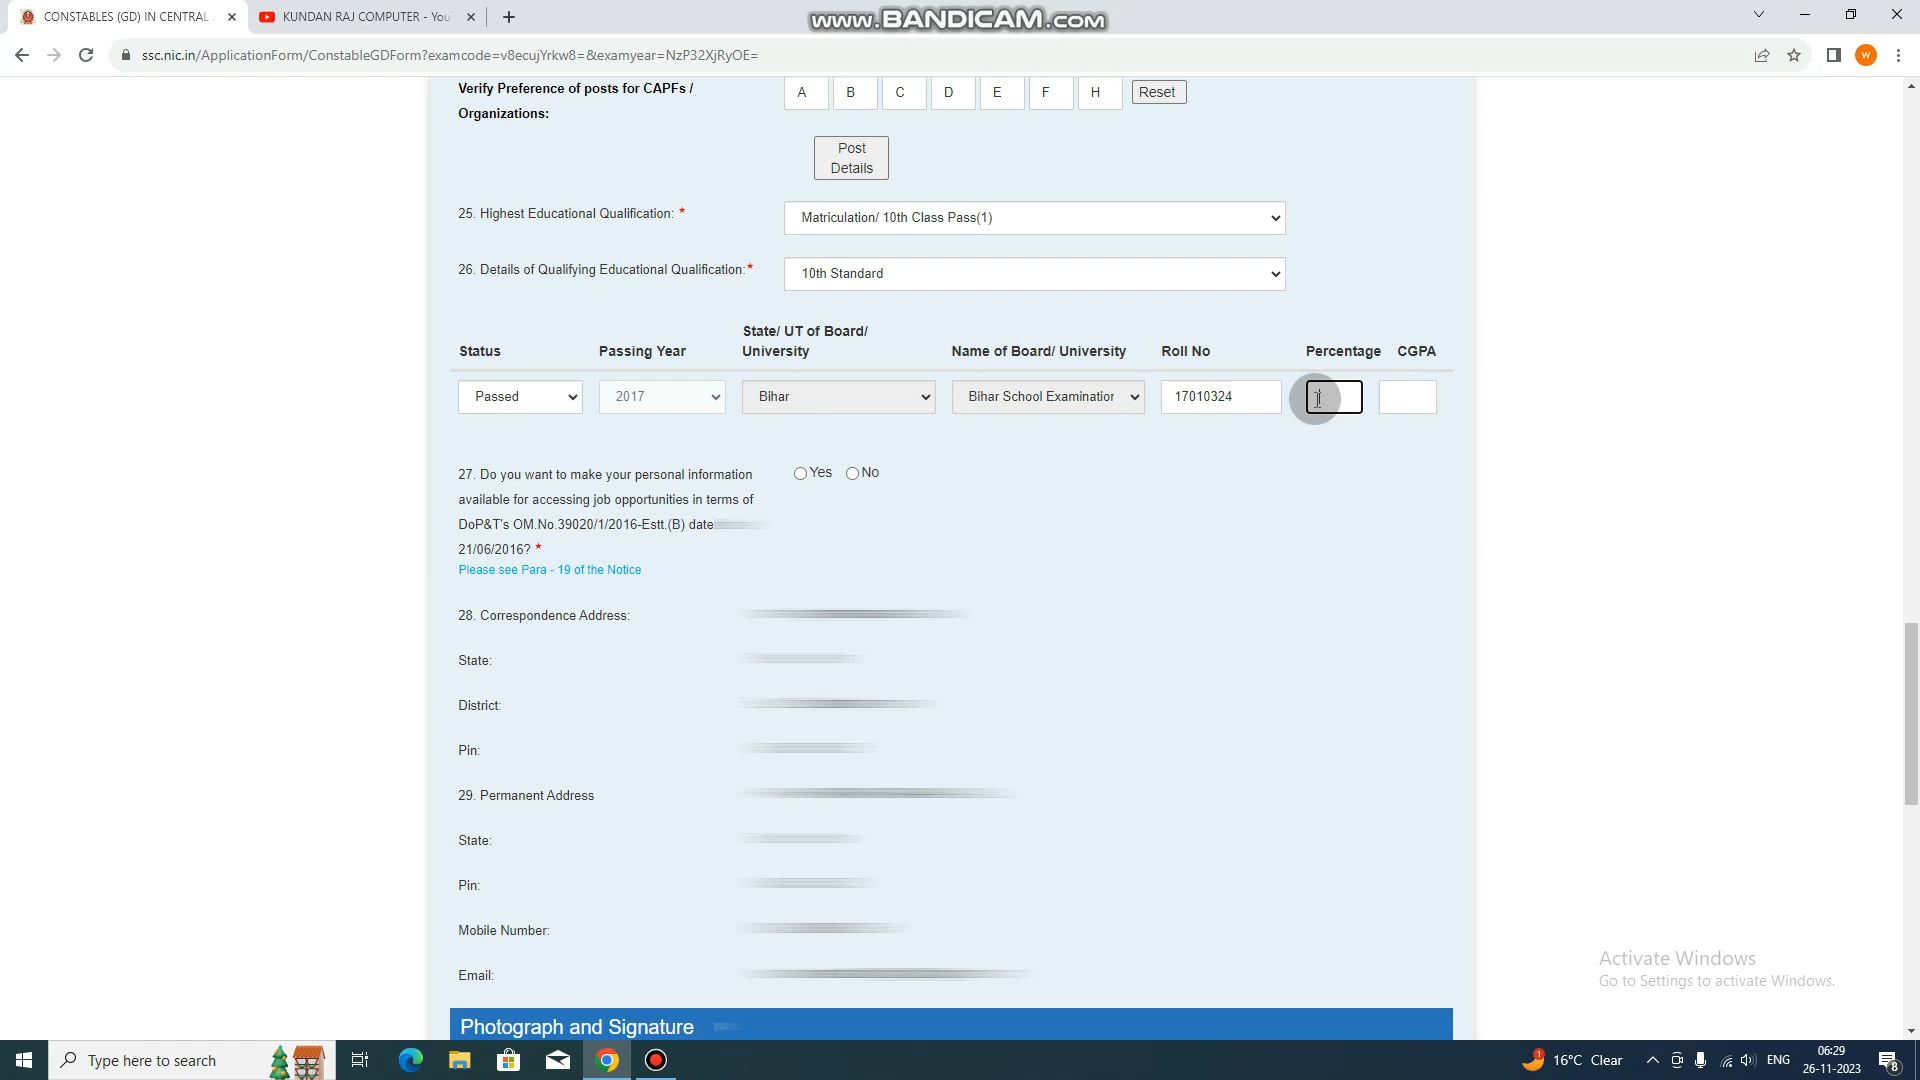 CONSTABLES (GD) IN CENTRAL
KUNDAN RAJ COMPUTER - You
www.BANDICAM.com
ssc.nic.in/ApplicationForm/ConstableGDForm?examcode=v8ecujYrkw8=&examyear=NzP32XjRyOE=
W
Verify Preference of posts for CAPFs /
Organizations:
A B C D E F H Reset
Post
Details
25. Highest Educational Qualification: *
Matriculation/ 10th Class Pass(1)
26. Details of Qualifying Educational Qualification:*
10th Standard
Status Passing Year State/ UT of Board/
University Name of Board/ University Roll No Percentage CGPA
Passed 2017 Bihar Bihar School Examination 17010324
27. Do you want to make your personal information
available for accessing job opportunities in terms of
DoP&T's OM.No.39020/1/2016-Estt.(B) date
21/06/2016? *
Yes No
Please see Para - 19 of the Notice
28. Correspondence Address:
State:
District:
Pin:
29. Permanent Address
State:
Pin:
Mobile Number:
Email:
Activate Windows
Go to Settings to activate Windows.
Photograph and Signature
Type here to search
1
16°C Clear
ENG
06:29
26-11-2023
8